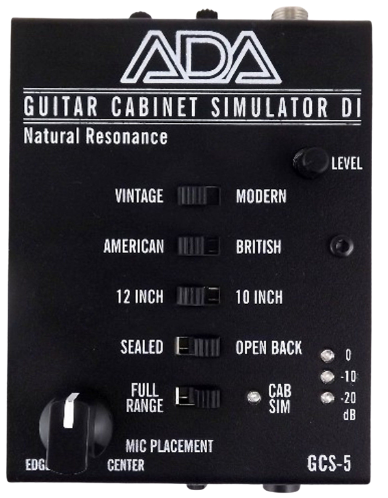 ADA
GUITAR CABINET SIMULATOR DI
Natural Resonance
LEVEL
VINTAGE MODERN
AMERICAN BRITISH
12 INCH 10 INCH
SEALED OPEN BACK
0
-10
FULL RANGE CAB SIM
-20
dB
MIC PLACEMENT
EDGE CENTER
GCS-5